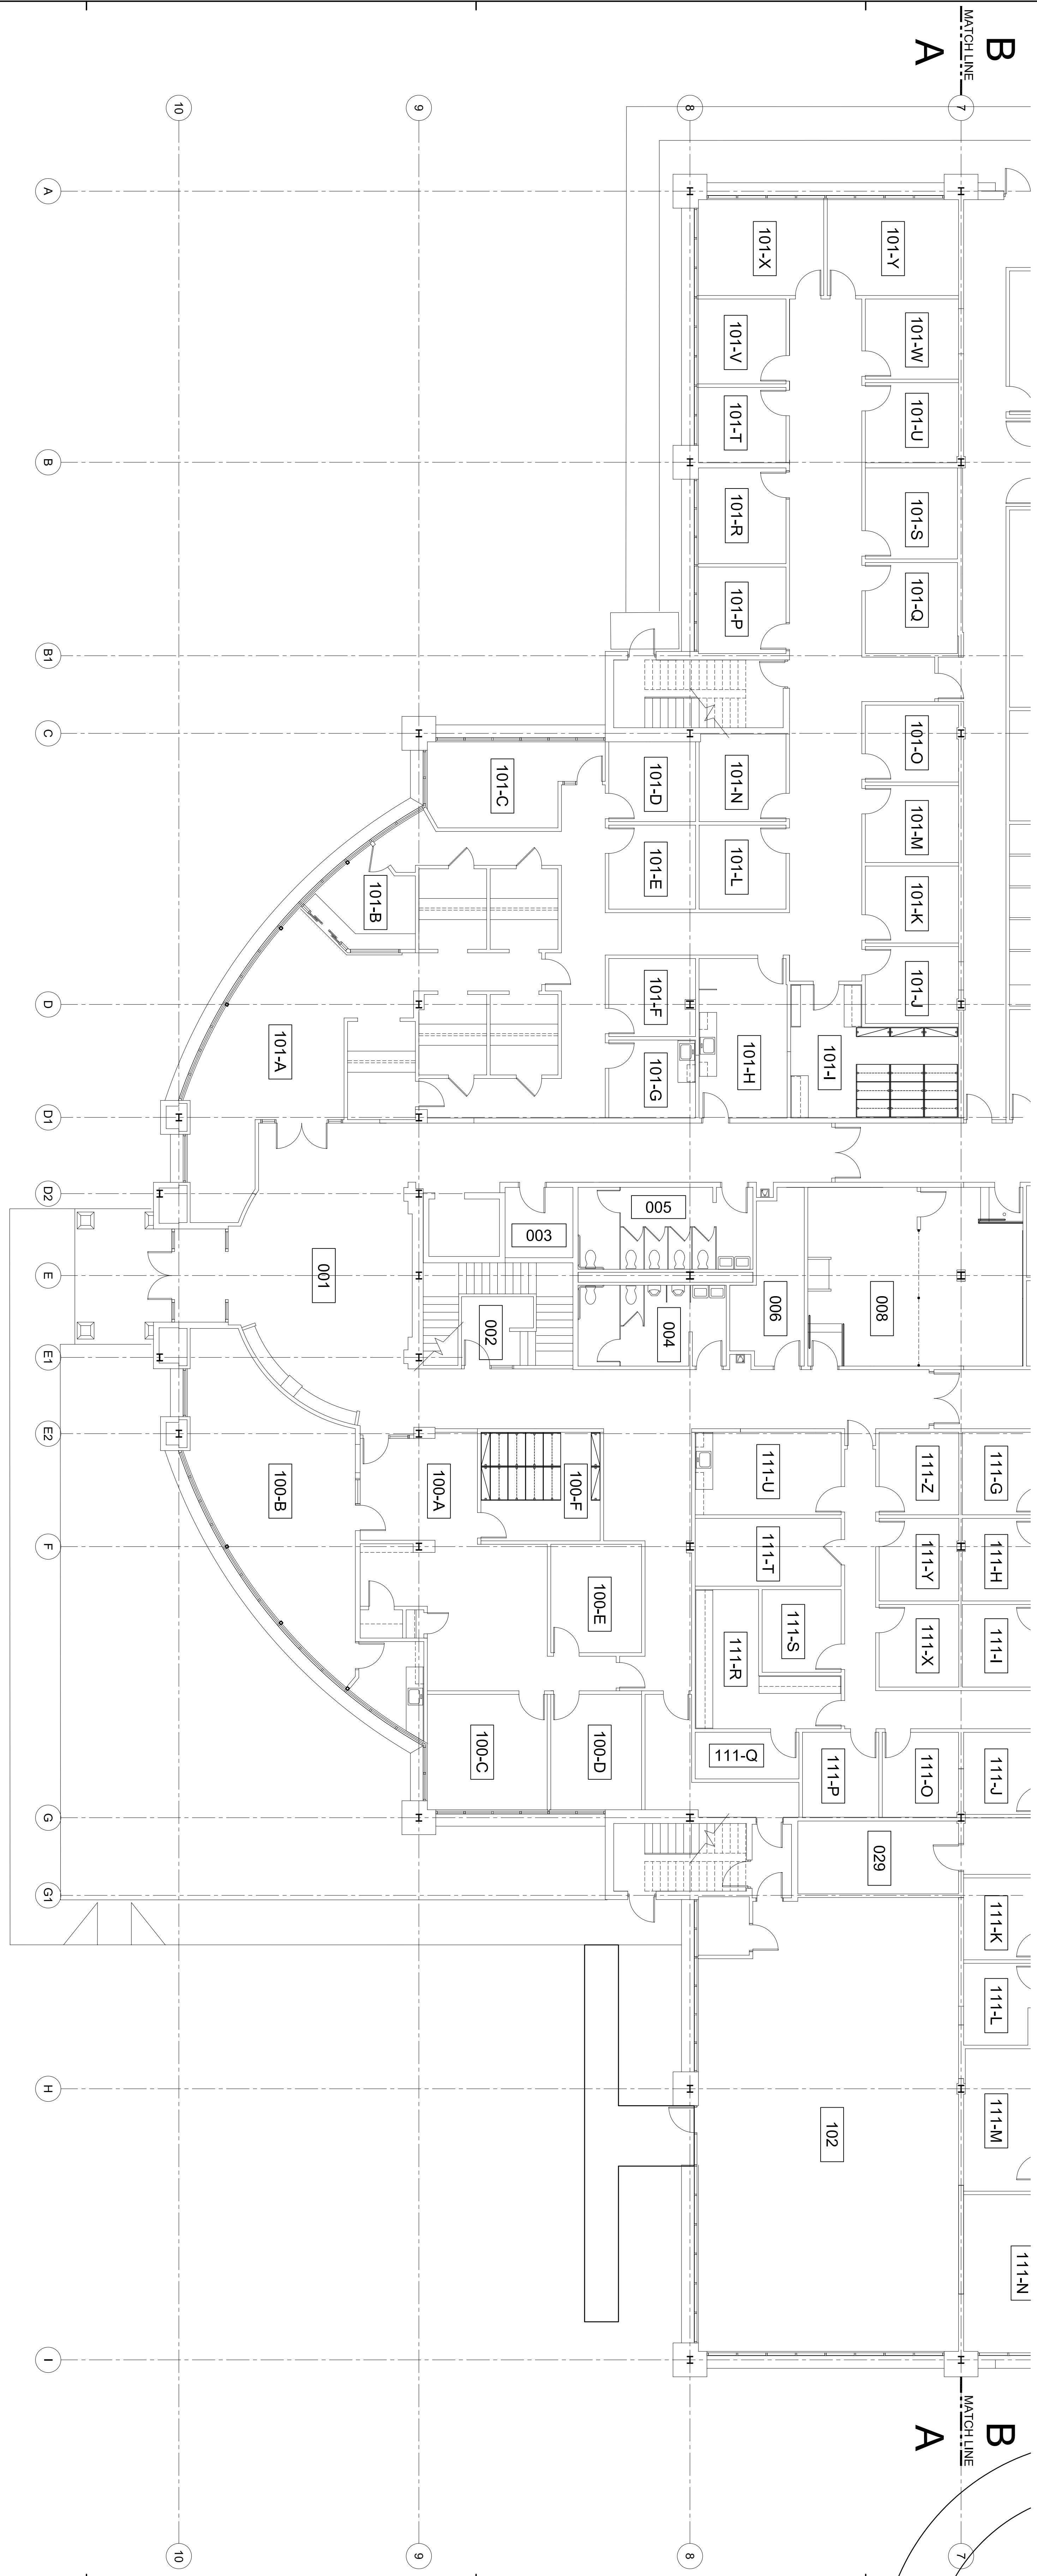 B
MATCH LINE
A
10
9
8
7
A
101-X
101-Y
101-V
101-W
101-T
101-U
B
101-R
101-S
101-P
101-Q
B1
C
101-C
101-D
101-N
101-O
101-M
101-B
101-E
101-L
101-K
D
101-A
101-F
101-H
101-I
101-J
101-G
D1
D2
003
005
E
001
006
008
002
004
E1
E2
100-B
100-A
100-F
111-U
111-Z
111-G
F
111-T
111-Y
111-H
100-E
111-S
111-X
111-I
111-R
100-C
100-D
111-Q
111-P
111-O
111-J
G
029
G1
111-K
111-L
H
102
111-M
111-N
I
B
MATCH LINE
A
10
9
8
7